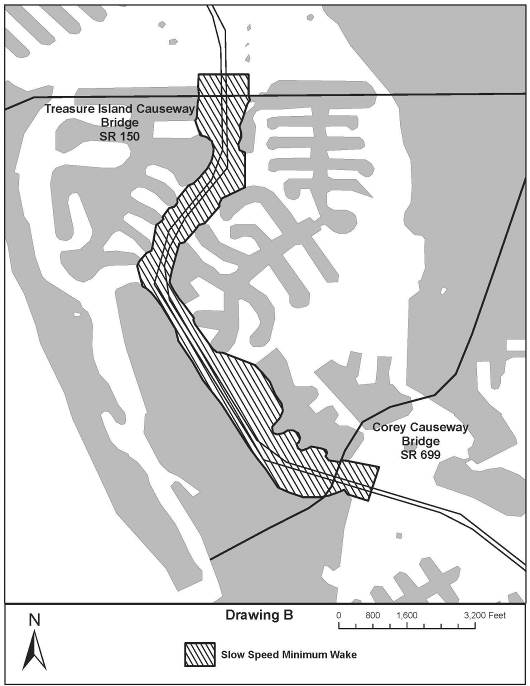 Treasure Island Causeway
Bridge
SR 150
Corey Causeway
Bridge
SR 699
Drawing B
N
0 800 1,600 3,200 Feet
Slow Speed Minimum Wake